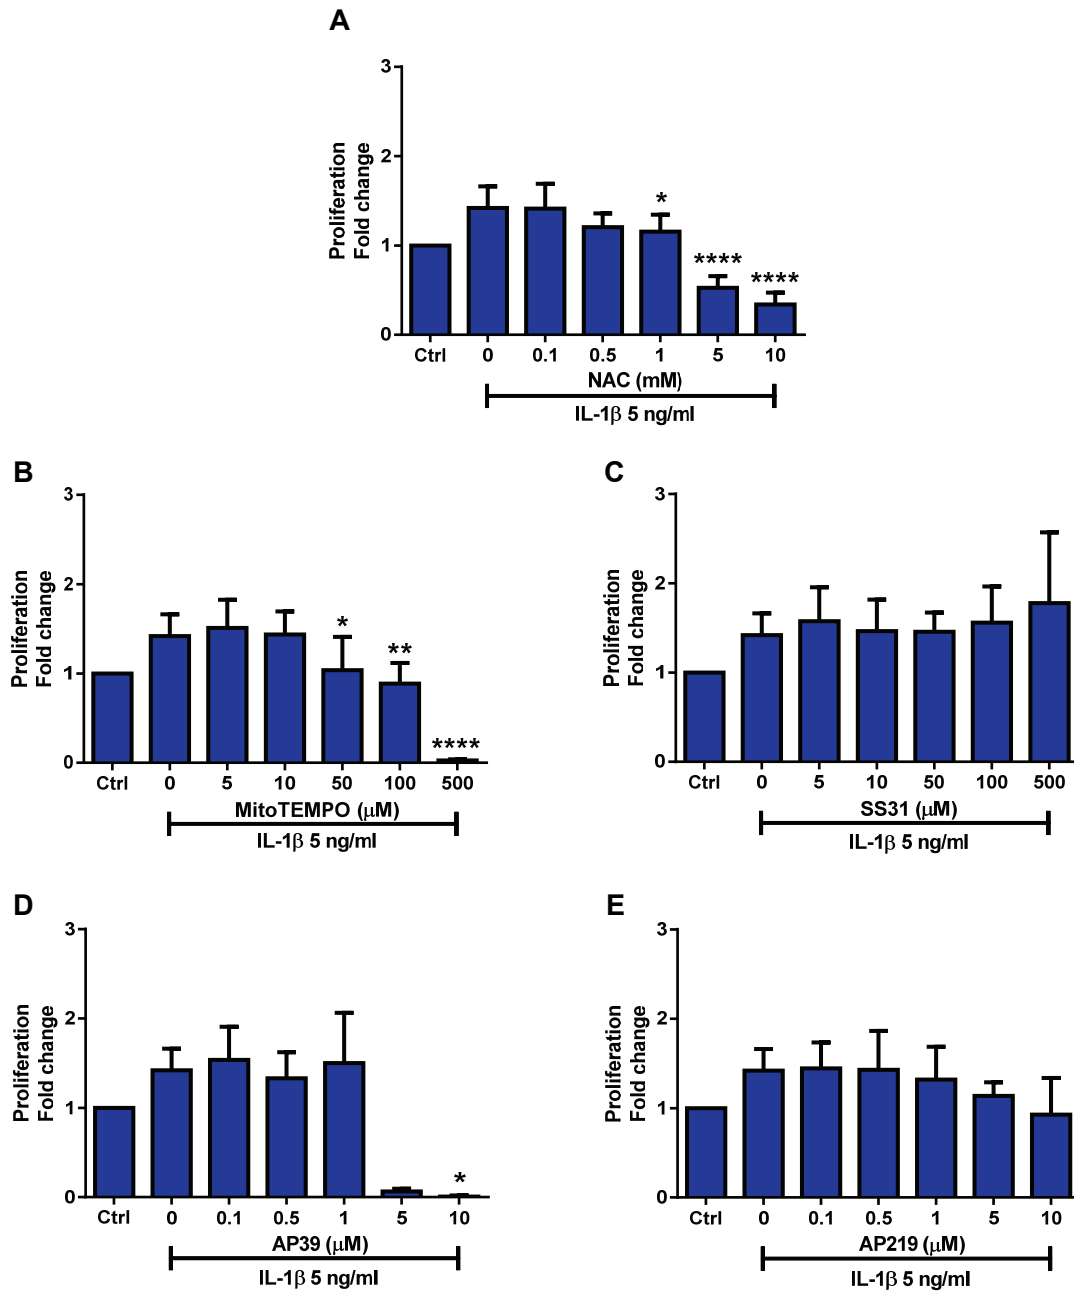 A
Proliferation
Fold change
3
2
1
0
*
****
****
Ctrl 0 0.1 0.5 1 5 10
NAC (mM)
IL-1β 5 ng/ml
B
Proliferation
Fold change
3
2
1
0
*
**
****
Ctrl 0 5 10 50 100 500
MitoTEMPO (μM)
IL-1β 5 ng/ml
C
Proliferation
Fold change
3
2
1
0
Ctrl 0 5 10 50 100 500
SS31 (μM)
IL-1β 5 ng/ml
D
Proliferation
Fold change
3
2
1
0
*
Ctrl 0 0.1 0.5 1 5 10
AP39 (μM)
IL-1β 5 ng/ml
E
Proliferation
Fold change
3
2
1
0
Ctrl 0 0.1 0.5 1 5 10
AP219 (μM)
IL-1β 5 ng/ml